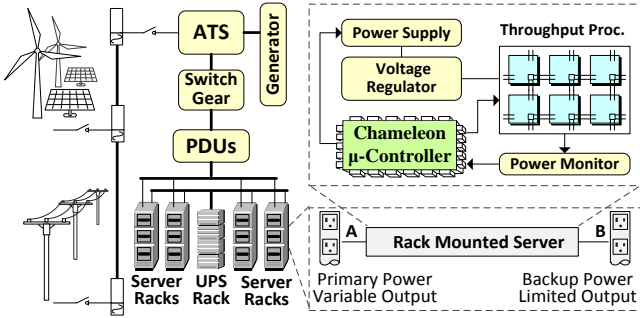 ATS
Generator
Switch
Gear
PDUs
Server
Racks
UPS
Rack
Server
Racks
Power Supply
Voltage
Regulator
Throughput Proc.
Chameleon
μ-Controller
Power Monitor
A
Rack Mounted Server
B
Primary Power
Variable Output
Backup Power
Limited Output